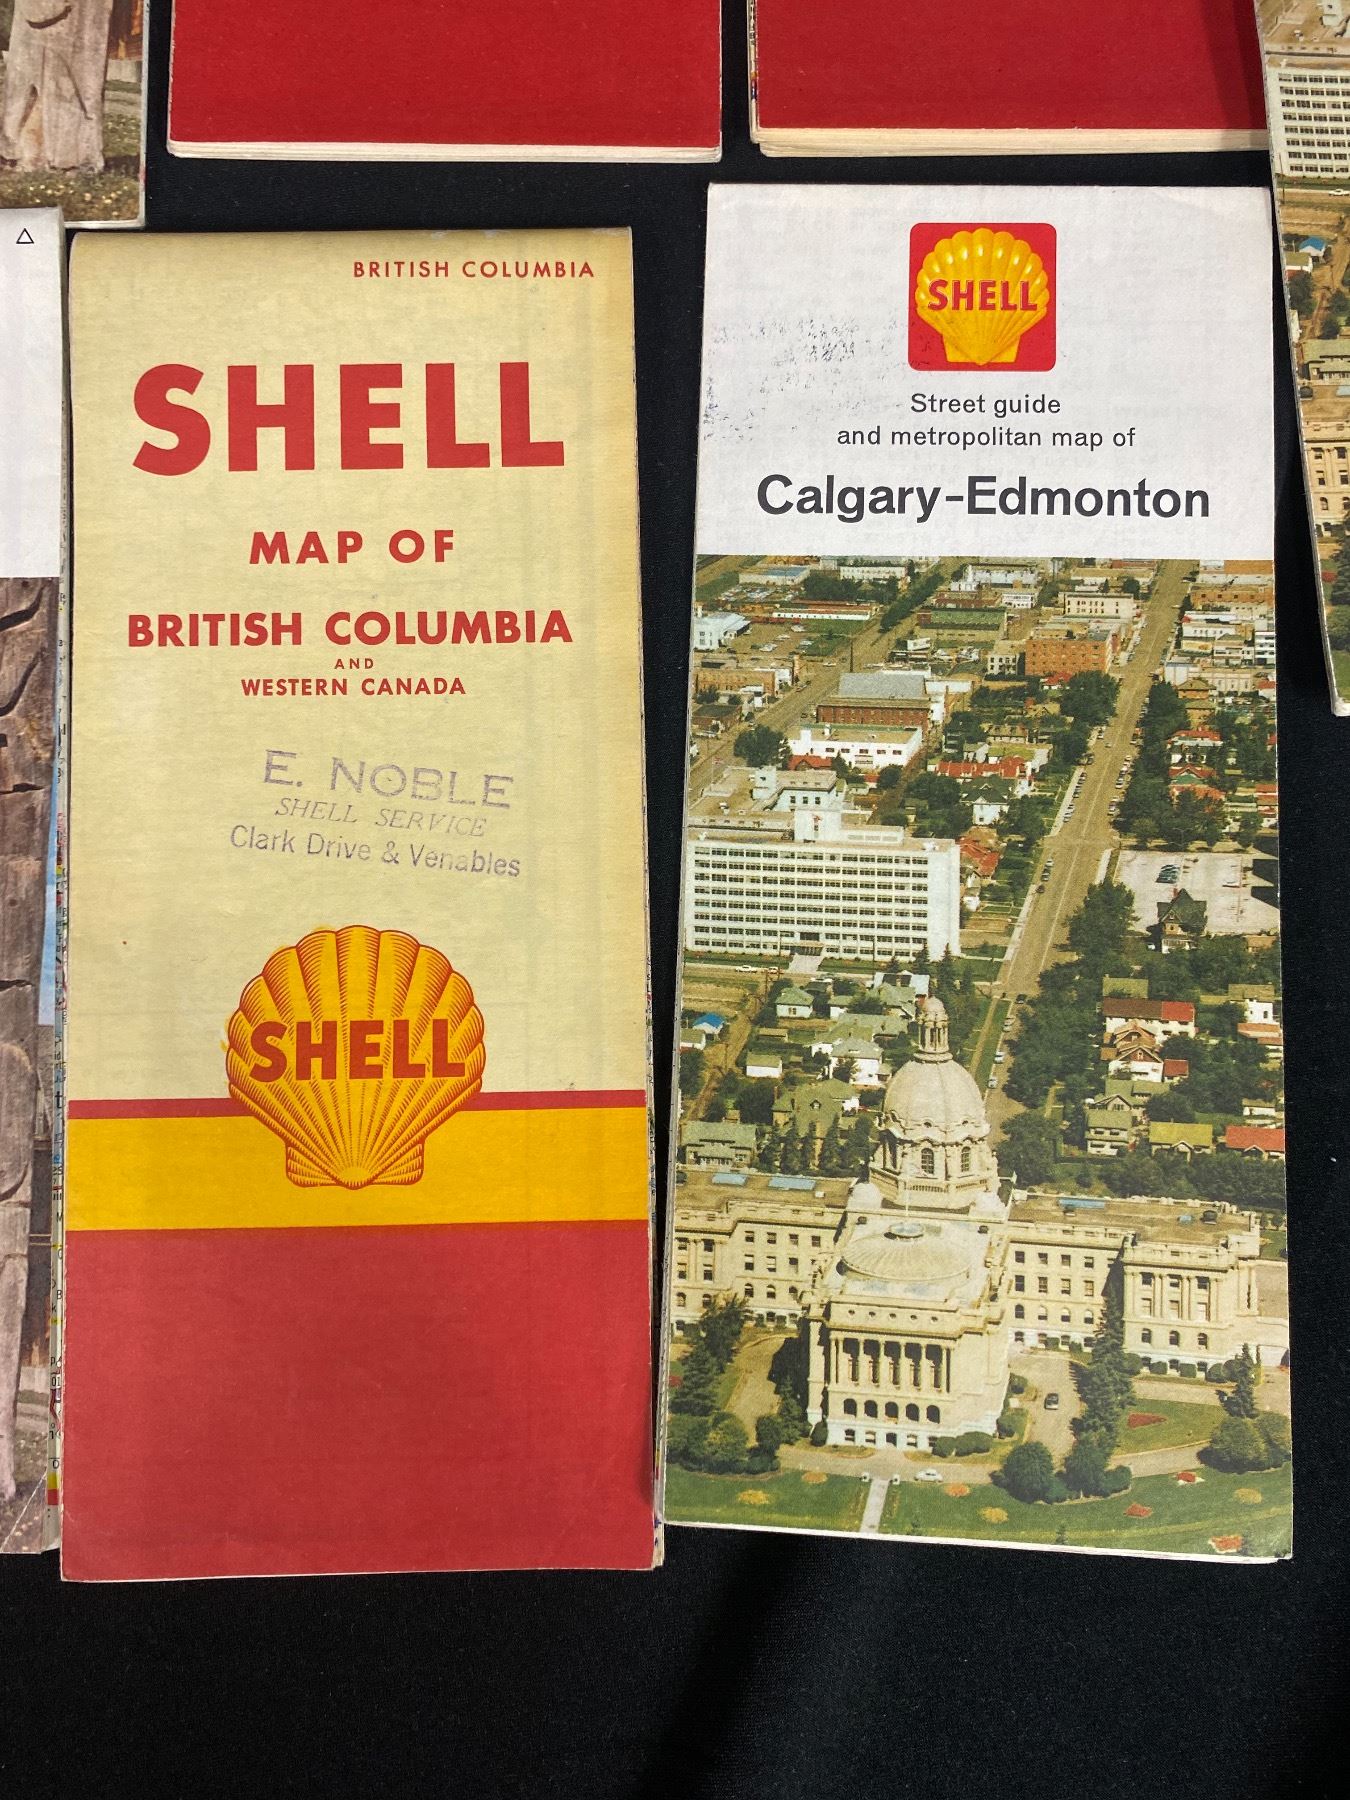 BRITISH COLUMBIA
SHELL
MAP OF
BRITISH COLUMBIA
AND
WESTERN CANADA
E. NOBLE
SHELL SERVICE
Clark Drive & Venables
SHELL
SHELL
Street guide
and metropolitan map of
Calgary-Edmonton